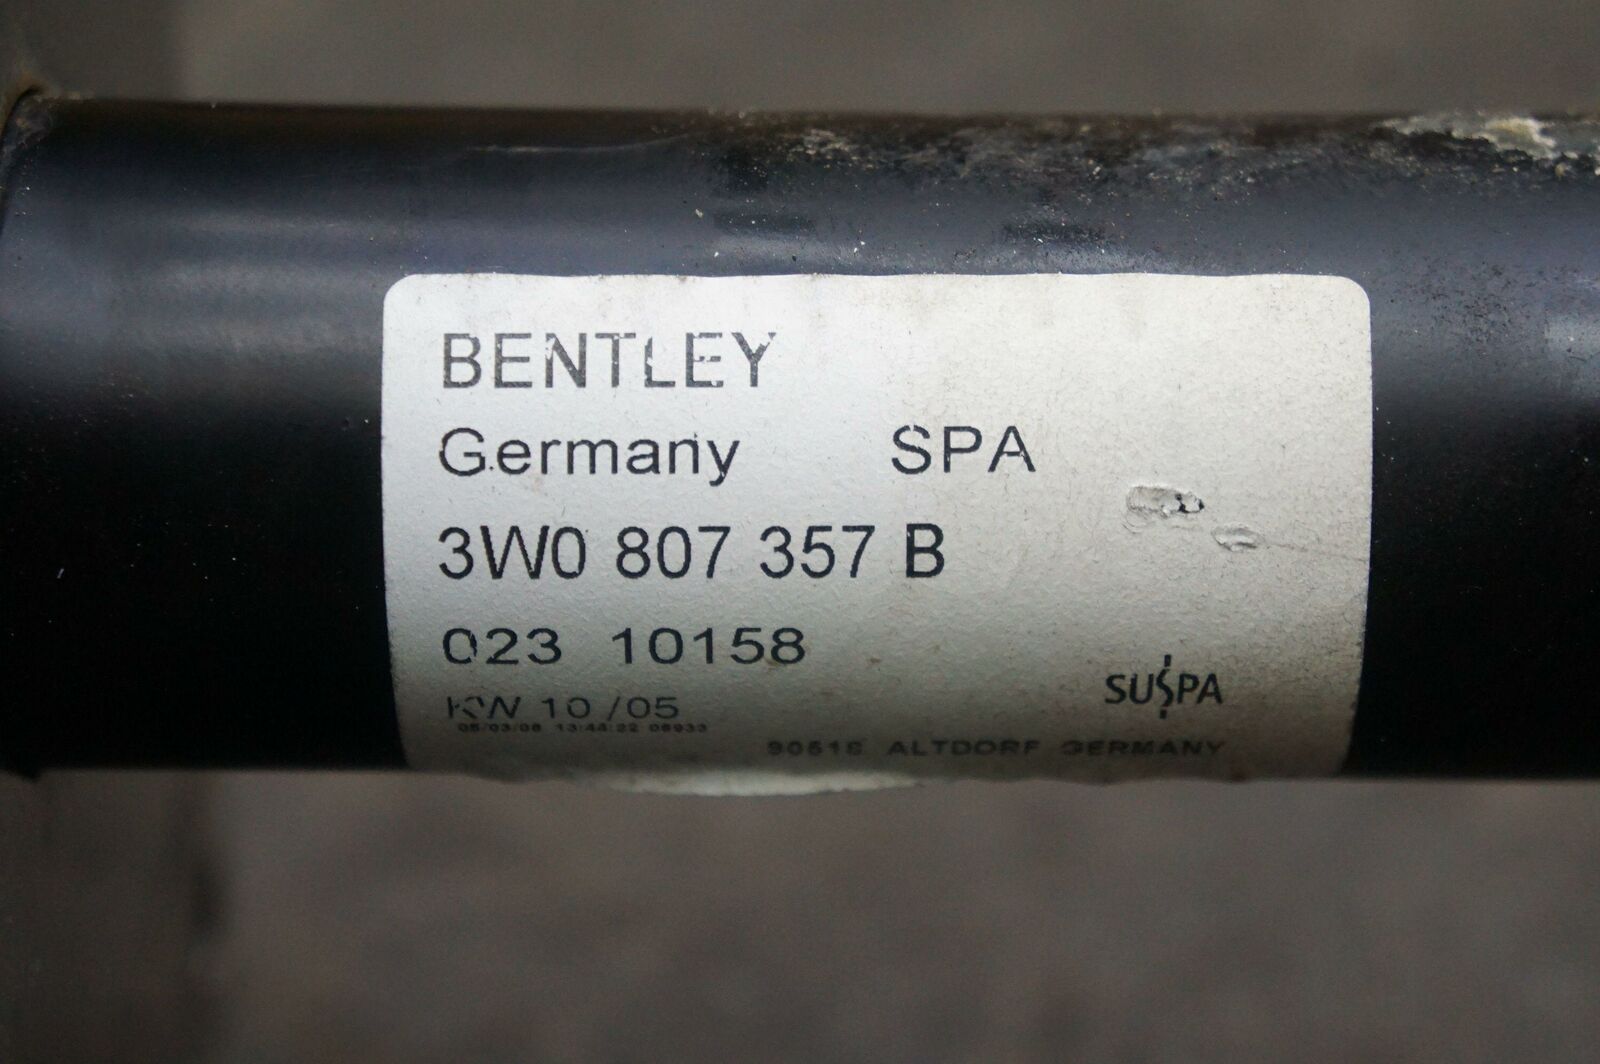 BENTLEY
Germany SPA
3W0 807 357 B
023 10158
KW 10 /05
SUSPA
ALTDORF GERMANY